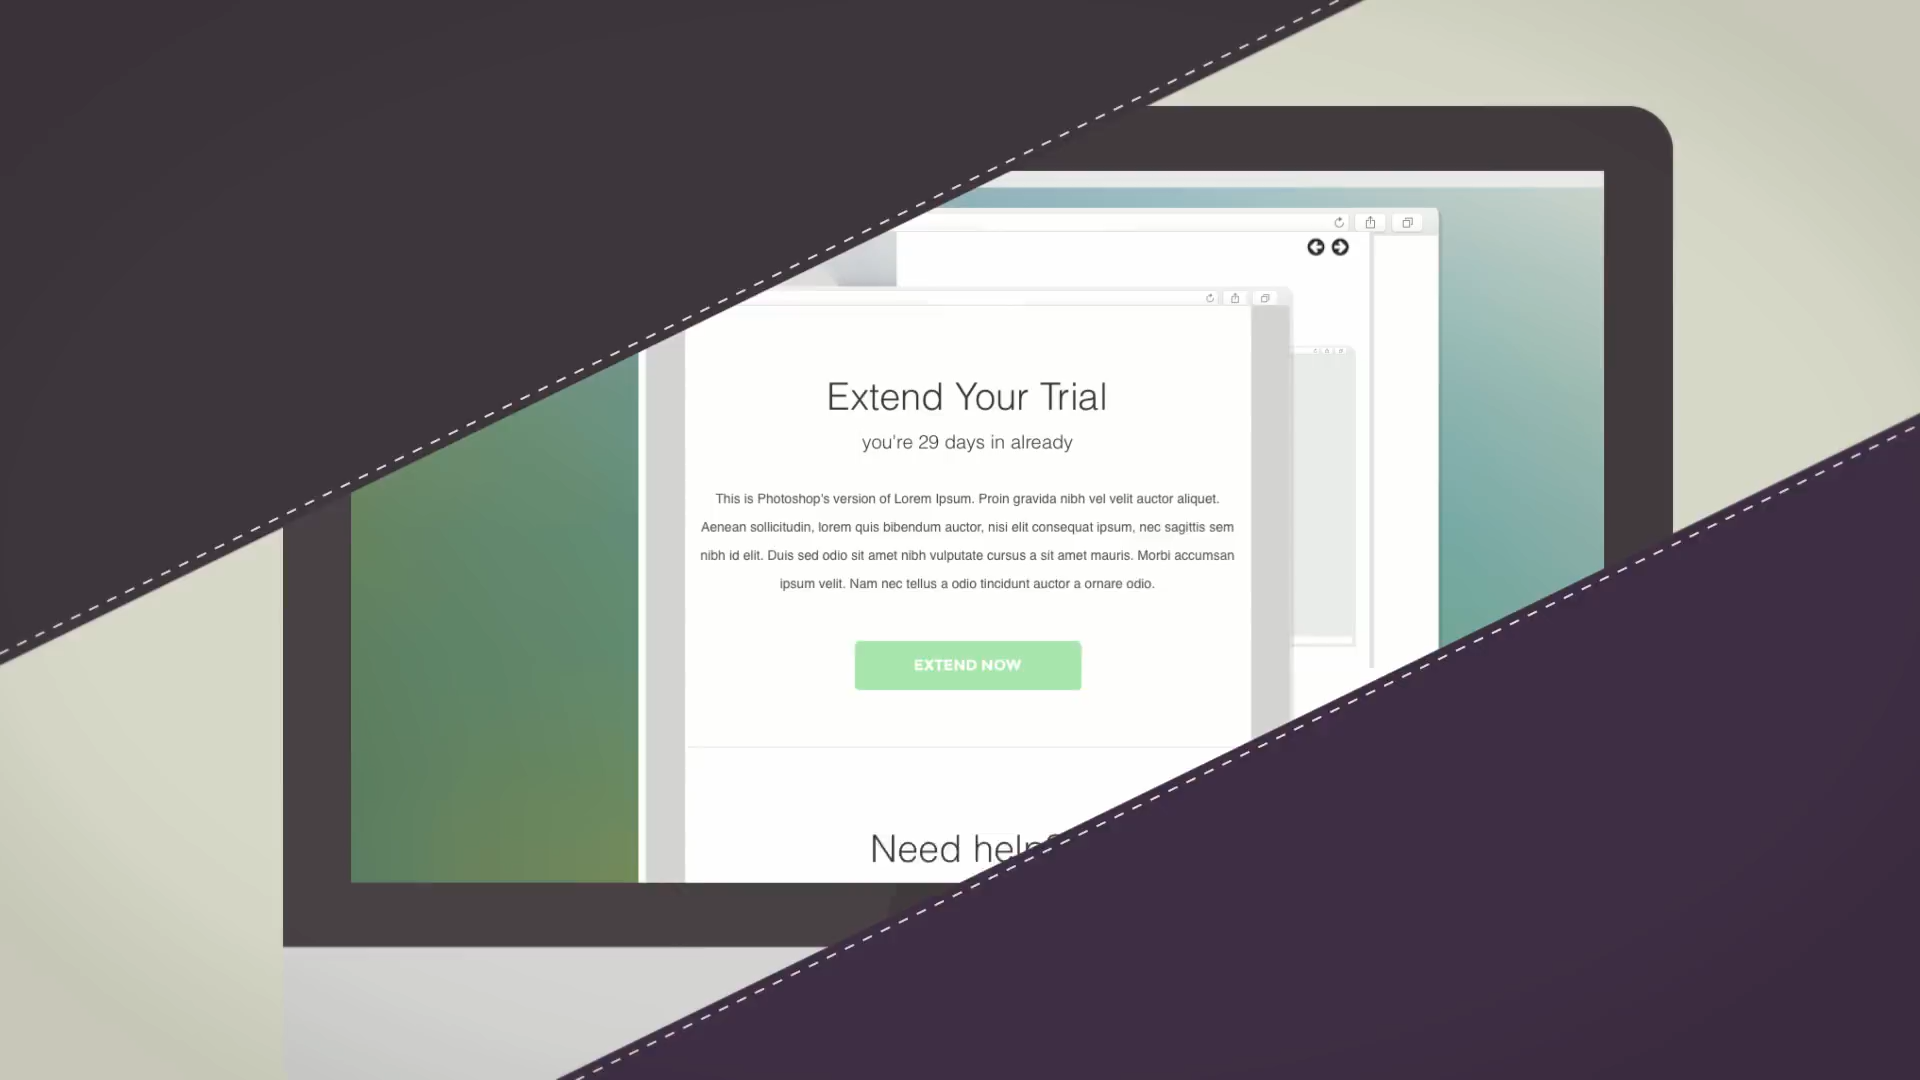 Extend Your Trial
you're 29 days in already
This is Photoshop's version of Lorem Ipsum. Proin gravida nibh vel velit auctor aliquet.
Aenean sollicitudin, lorem quis bibendum auctor, nisi elit consequat ipsum, nec sagittis sem
nibh id elit. Duis sed odio sit amet nibh vulputate cursus a sit amet mauris. Morbi accumsan
ipsum velit. Nam nec tellus a odio tincidunt auctor a ornare odio.
EXTEND NOW
Need help?